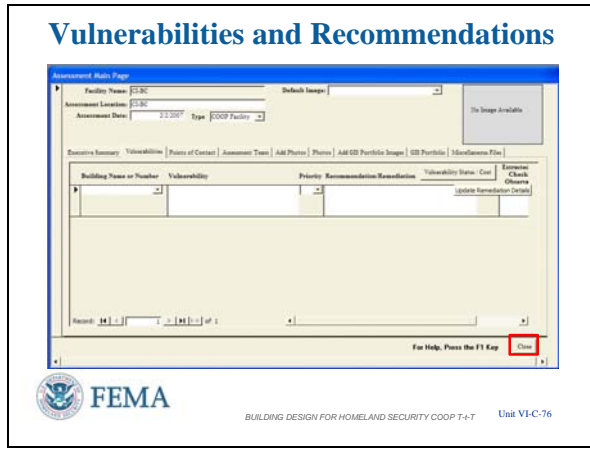 Vulnerabilities and Recommendations
Assessment Main Page
Facility Name: CI-BC Default Image:
Assessment Location: CI-BC
Assessment Date: 2/2/2007 Type COOP Facility
No Image Available
Executive Summary Vulnerabilities Points of Contact Assessment Team Add Photos Photos Add GIS Portfolio Images GIS Portfolio Miscellaneous Files
Building Name or Number Vulnerability Priority Recommendation/Remediation Vulnerability Status / Cost
Check
Observa
Update Remediation Details
Record: 1 of 1
For Help, Press the F1 Key Close
FEMA
BUILDING DESIGN FOR HOMELAND SECURITY COOP T-t-T Unit VI-C-76